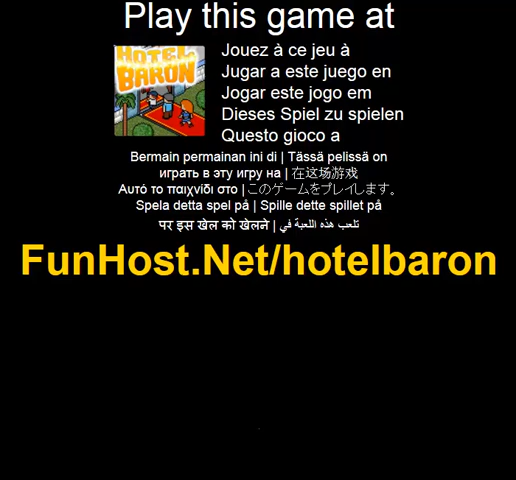 Play this game at
HOTEL
BARON
Jouez à ce jeu à
Jugar a este juego en
Jogar este jogo em
Dieses Spiel zu spielen
Questo gioco a
Bermain permainan ini di | Tässä pelissä on
играть в эту игру на | 在这场游戏
Αυτό το παιχνίδι στο | このゲームをプレイします。
Spela detta spel på | Spille dette spillet på
पर इस खेल को खेलने | تلعب هذه اللعبة في
FunHost.Net/hotelbaron